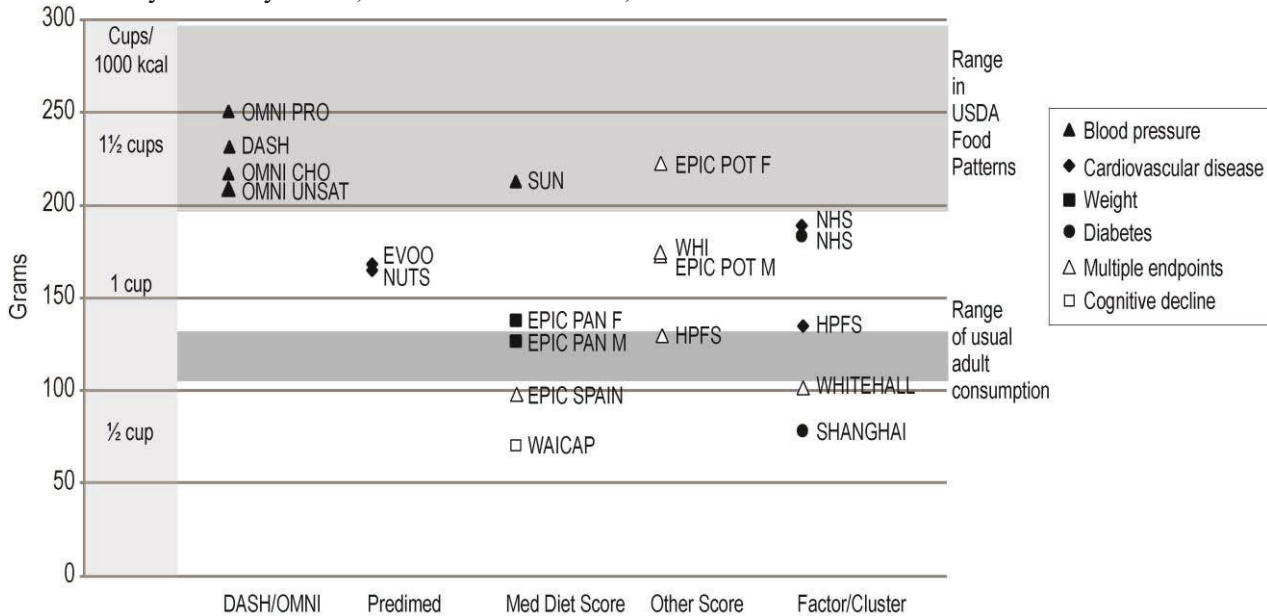 300
250
200
150
100
50
0
Grams
Cups/
1000 kcal
1½ cups
1 cup
½ cup
OMNI PRO
DASH
OMNI CHO
OMNI UNSAT
EVOO
NUTS
SUN
EPIC PAN F
EPIC PAN M
EPIC SPAIN
WAICAP
EPIC POT F
WHI
EPIC POT M
HPFS
NHS
NHS
HPFS
WHITEHALL
SHANGHAI
Range
in
USDA
Food
Patterns
Range
of usual
adult
consumption
Blood pressure
Cardiovascular disease
Weight
Diabetes
Multiple endpoints
Cognitive decline
DASH/OMNI Predimed Med Diet Score Other Score Factor/Cluster